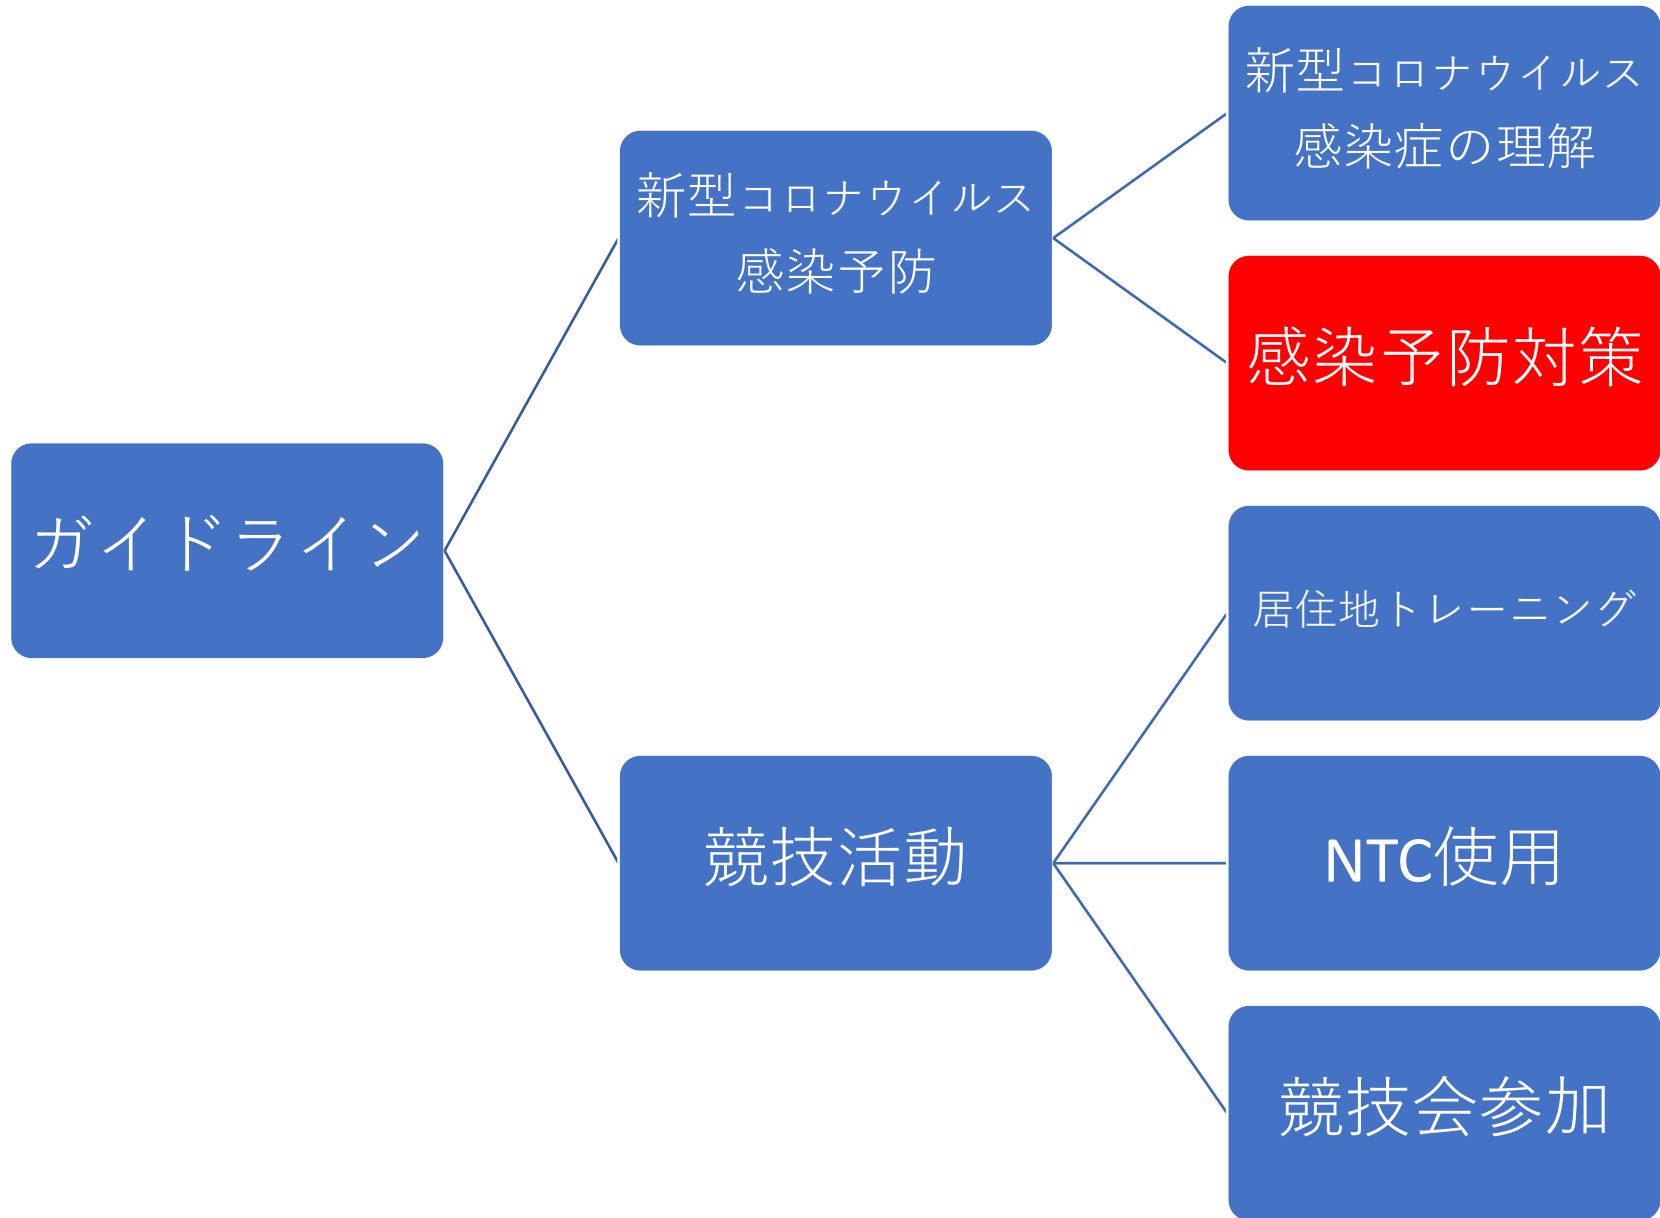 ガイドライン
新型コロナウイルス
感染予防
新型コロナウイルス
感染症の理解
感染予防対策
競技活動
居住地トレーニング
NTC使用
競技会参加